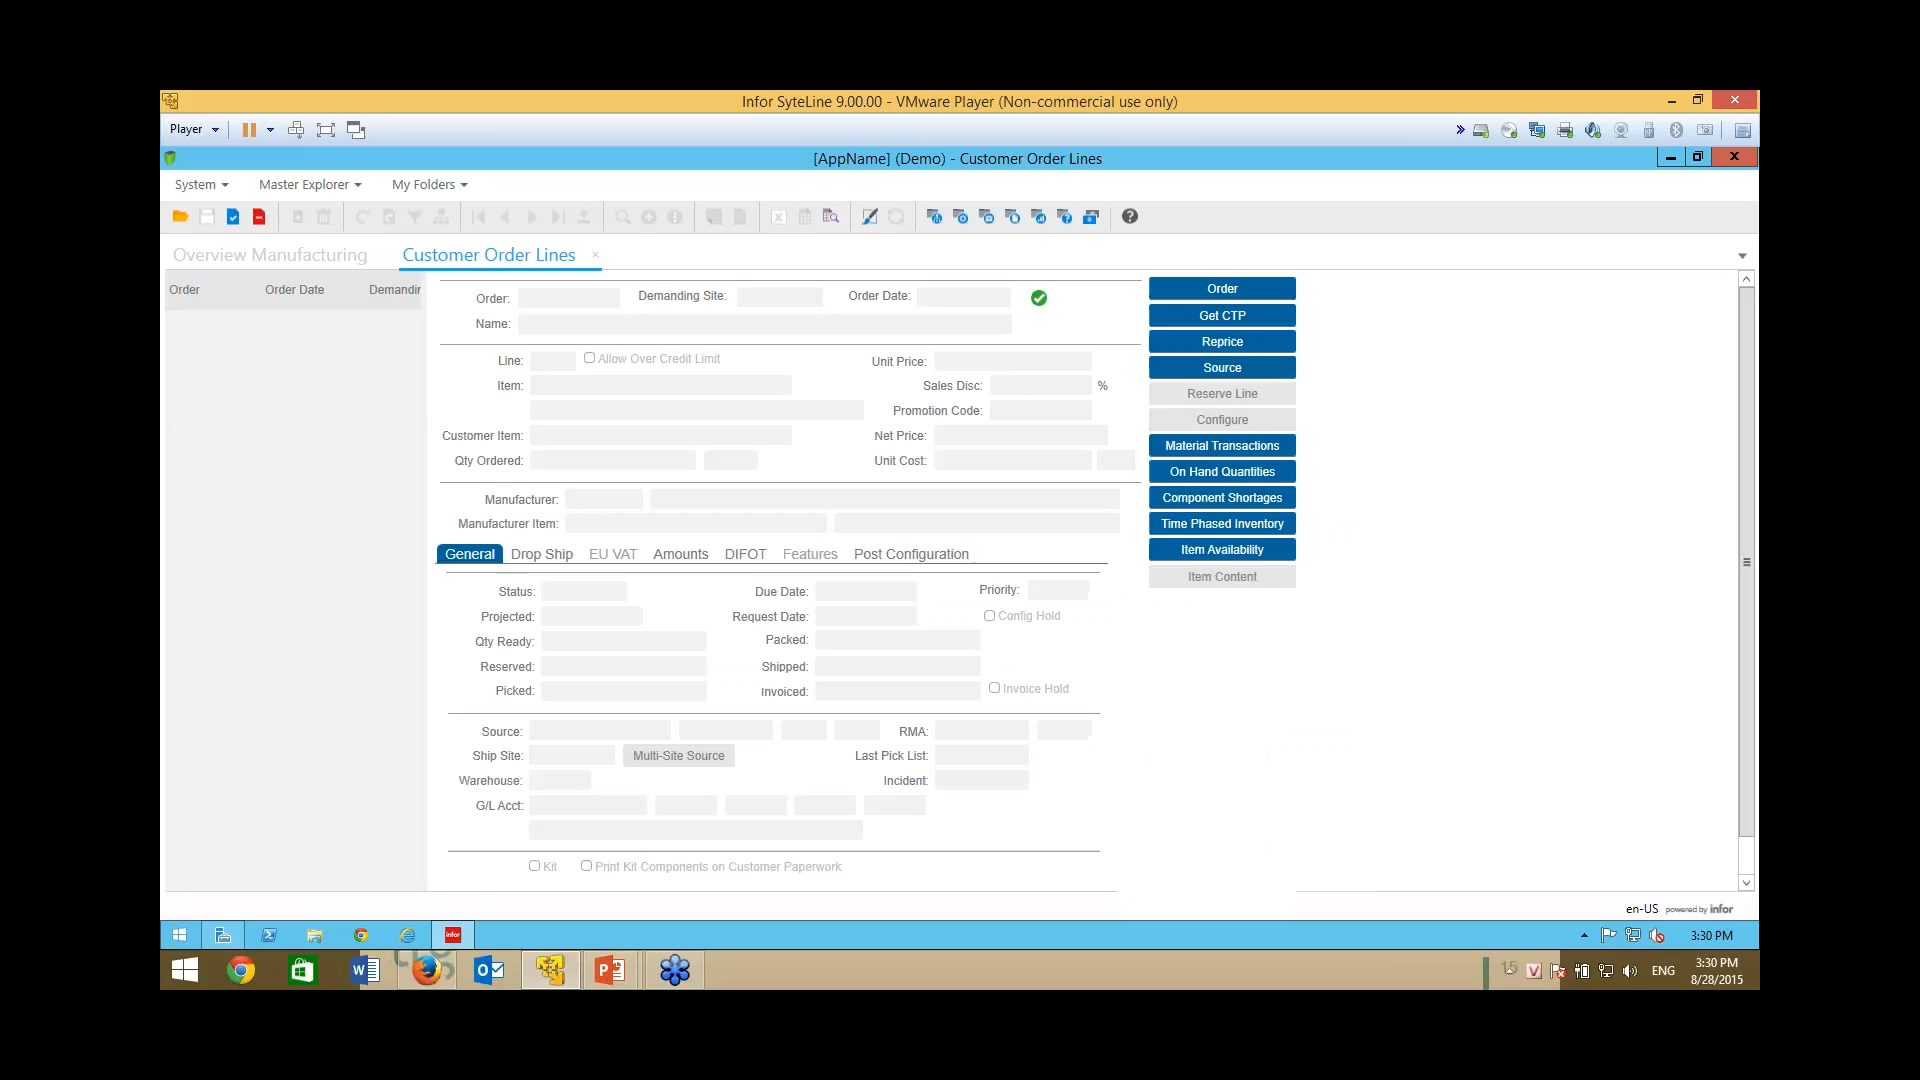 Infor SyteLine 9.00.00 - VMware Player (Non-commercial use only)
Player
[AppName] (Demo) - Customer Order Lines
System Master Explorer My Folders
Overview Manufacturing Customer Order Lines
Order Order Date Demandin
Order: Demanding Site: Order Date:
Name:
Line: Allow Over Credit Limit Unit Price:
Item: Sales Disc: %
Promotion Code:
Customer Item: Net Price:
Qty Ordered: Unit Cost:
Manufacturer:
Manufacturer Item:
General Drop Ship EU VAT Amounts DIFOT Features Post Configuration
Status: Due Date: Priority:
Projected: Request Date: Config Hold
Qty Ready: Packed:
Reserved: Shipped:
Picked: Invoiced: Invoice Hold
Source: RMA:
Ship Site: Multi-Site Source Last Pick List:
Warehouse: Incident:
G/L Acct:
Kit Print Kit Components on Customer Paperwork
Order
Get CTP
Reprice
Source
Reserve Line
Configure
Material Transactions
On Hand Quantities
Component Shortages
Time Phased Inventory
Item Availability
Item Content
en-US powered by infor
infor
3:30 PM
15 ENG 3:30 PM
8/28/2015